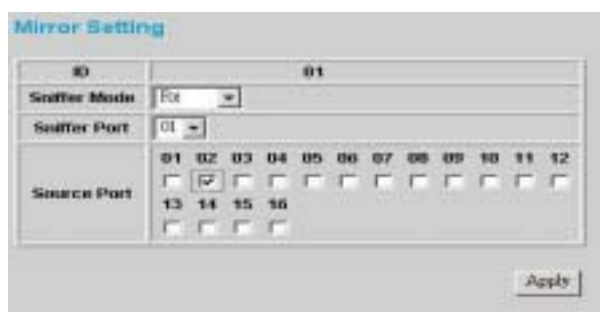 Mirror Setting
ID 01
Sniffer Mode Rx
Sniffer Port 01
01 02 03 04 05 06 07 08 09 10 11 12
Source Port
13 14 15 16
Apply